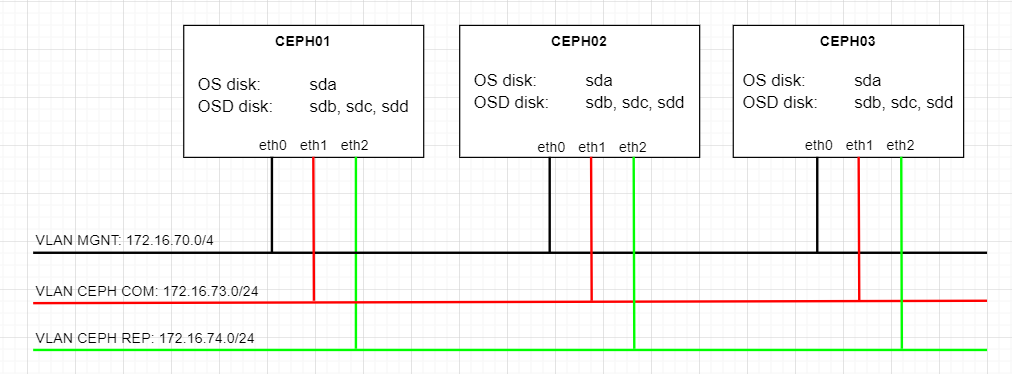 CEPH01
OS disk: sda
OSD disk: sdb, sdc, sdd
eth0 eth1 eth2
CEPH02
OS disk: sda
OSD disk: sdb, sdc, sdd
eth0 eth1 eth2
CEPH03
OS disk: sda
OSD disk: sdb, sdc, sdd
eth0 eth1 eth2
VLAN MGNT: 172.16.70.0/4
VLAN CEPH COM: 172.16.73.0/24
VLAN CEPH REP: 172.16.74.0/24